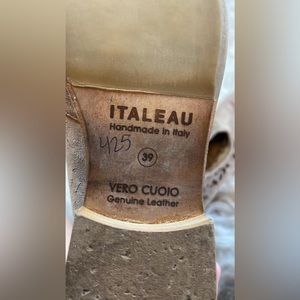 ITALEAU
Handmade in Italy
425
39
VERO CUOIO
Genuine Leather